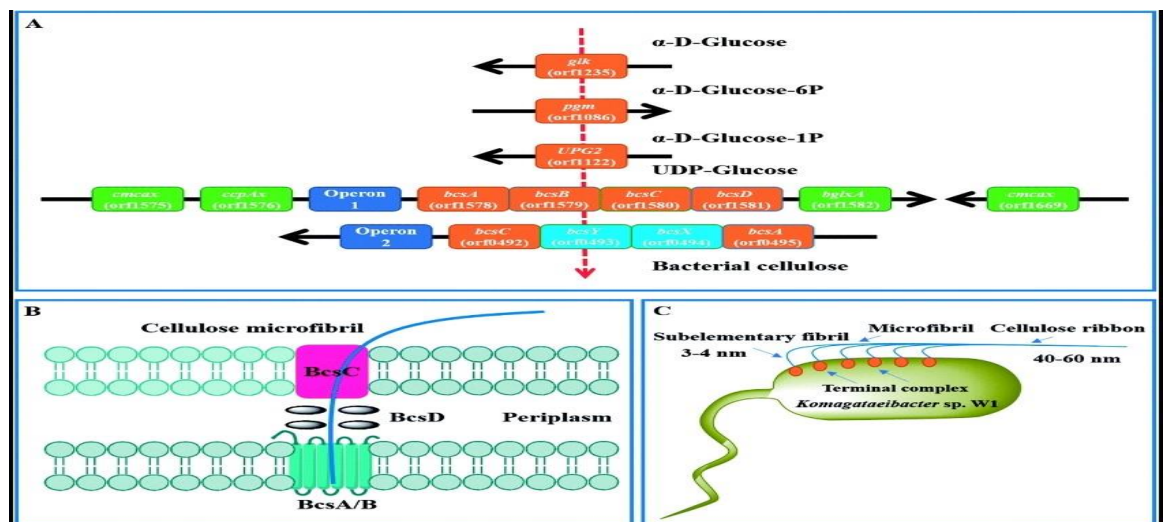 A
α-D-Glucose
glk
(orf1235)
α-D-Glucose-6P
pgm
(orf1086)
α-D-Glucose-1P
UPG2
(orf1122)
UDP-Glucose
cmcax
(orf1575)
ccpAx
(orf1576)
Operon
1
bcsA
(orf1578)
bcsB
(orf1579)
bcsC
(orf1580)
bcsD
(orf1581)
bglxA
(orf1582)
cmcax
(orf1669)
Operon
2
bcsC
(orf0492)
bcsY
(orf0493)
bcsX
(orf0494)
bcsA
(orf0495)
Bacterial cellulose
B
Cellulose microfibril
BcsC
BcsD
Periplasm
BcsA/B
C
Subelementary fibril
3-4 nm
Microfibril
Cellulose ribbon
40-60 nm
Terminal complex
Komagataeibacter sp. W1